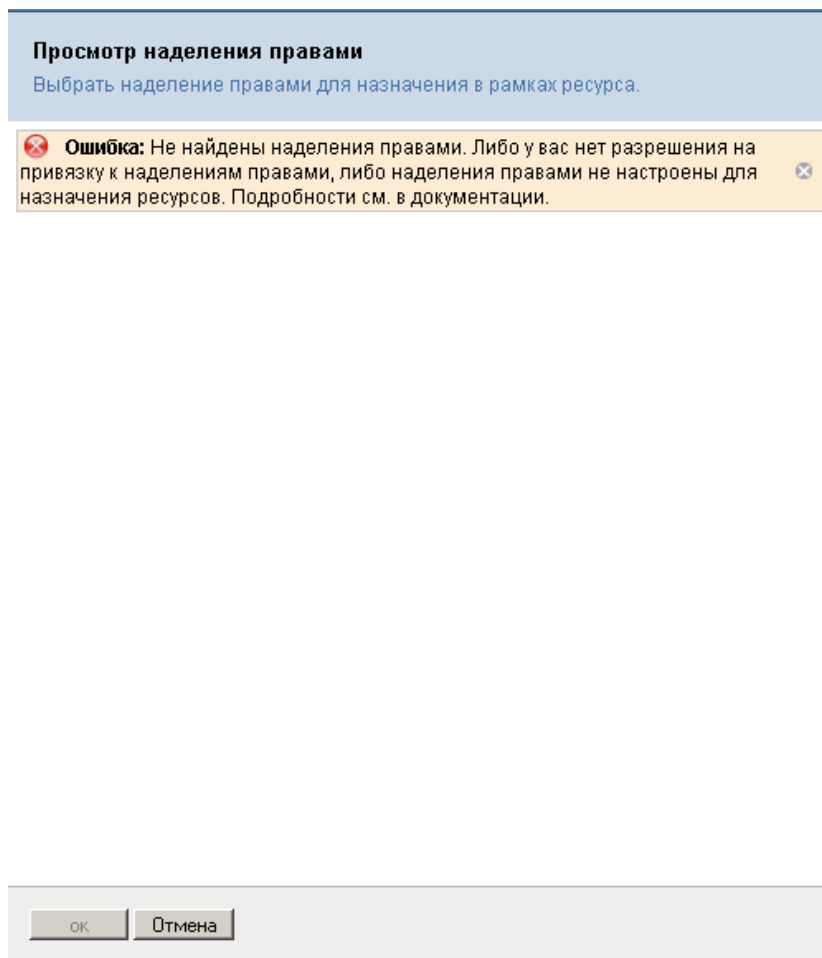 Просмотр наделения правами
Выбрать наделение правами для назначения в рамках ресурса.
Ошибка: Не найдены наделения правами. Либо у вас нет разрешения на
привязку к наделениям правами, либо наделения правами не настроены для
назначения ресурсов. Подробности см. в документации.
ок Отмена